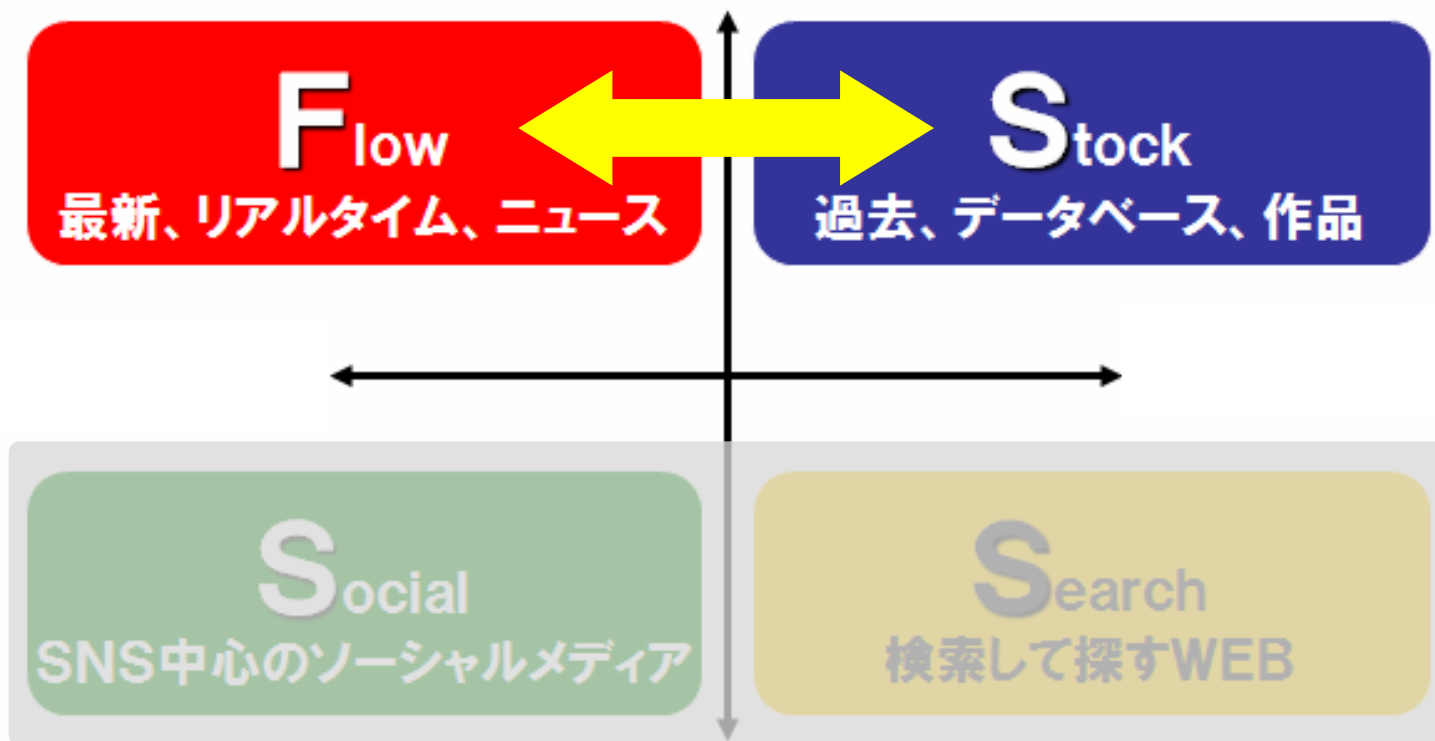 Flow
最新、リアルタイム、ニュース
Stock
過去、データベース、作品
Social
SNS中心のソーシャルメディア
Search
検索して探すWEB